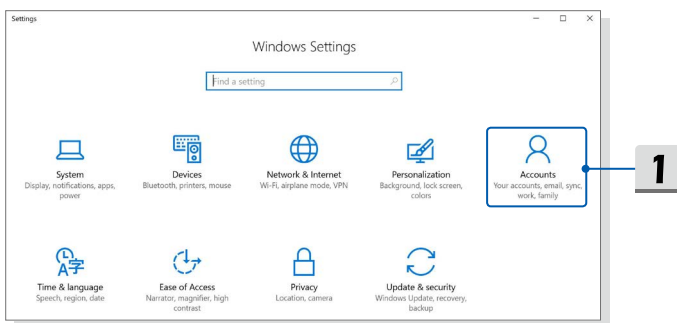 Settings
Windows Settings
Find a setting
System
Display, notifications, apps,
power
Devices
Bluetooth, printers, mouse
Network & Internet
Wi-Fi, airplane mode, VPN
Personalization
Background, lock screen,
colors
Accounts
Your accounts, email, sync,
work, family
1
Time & language
Speech, region, date
Ease of Access
Narrator, magnifier, high
contrast
Privacy
Location, camera
Update & security
Windows Update, recovery,
backup